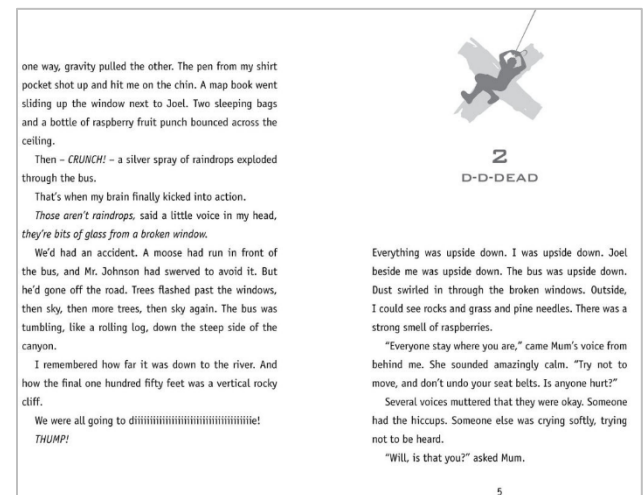 one way, gravity pulled the other. The pen from my shirt
pocket shot up and hit me on the chin. A map book went
sliding up the window next to Joel. Two sleeping bags
and a bottle of raspberry fruit punch bounced across the
ceiling.
Then – CRUNCH! – a silver spray of raindrops exploded
through the bus.
That's when my brain finally kicked into action.
Those aren't raindrops, said a little voice in my head,
they're bits of glass from a broken window.
We'd had an accident. A moose had run in front of
the bus, and Mr. Johnson had swerved to avoid it. But
he'd gone off the road. Trees flashed past the windows,
then sky, then more trees, then sky again. The bus was
tumbling, like a rolling log, down the steep side of the
canyon.
I remembered how far it was down to the river. And
how the final one hundred fifty feet was a vertical rocky
cliff.
We were all going to diiiiiiiiiiiiiiiiiiiiiiiiiiiiiiiiiiie!
THUMP!
2
D-D-DEAD
Everything was upside down. I was upside down. Joel
beside me was upside down. The bus was upside down.
Dust swirled in through the broken windows. Outside,
I could see rocks and grass and pine needles. There was a
strong smell of raspberries.
"Everyone stay where you are," came Mum's voice from
behind me. She sounded amazingly calm. "Try not to
move, and don't undo your seat belts. Is anyone hurt?"
Several voices muttered that they were okay. Someone
had the hiccups. Someone else was crying softly, trying
not to be heard.
"Will, is that you?" asked Mum.
5